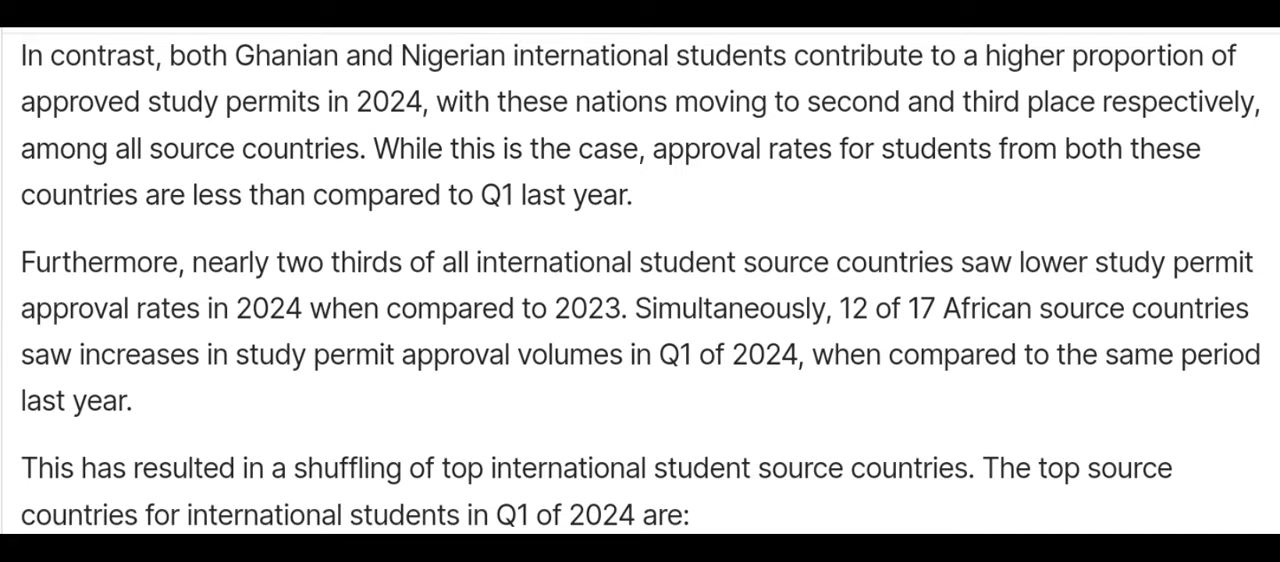 In contrast, both Ghanian and Nigerian international students contribute to a higher proportion of
approved study permits in 2024, with these nations moving to second and third place respectively,
among all source countries. While this is the case, approval rates for students from both these
countries are less than compared to Q1 last year.
Furthermore, nearly two thirds of all international student source countries saw lower study permit
approval rates in 2024 when compared to 2023. Simultaneously, 12 of 17 African source countries
saw increases in study permit approval volumes in Q1 of 2024, when compared to the same period
last year.
This has resulted in a shuffling of top international student source countries. The top source
countries for international students in Q1 of 2024 are: